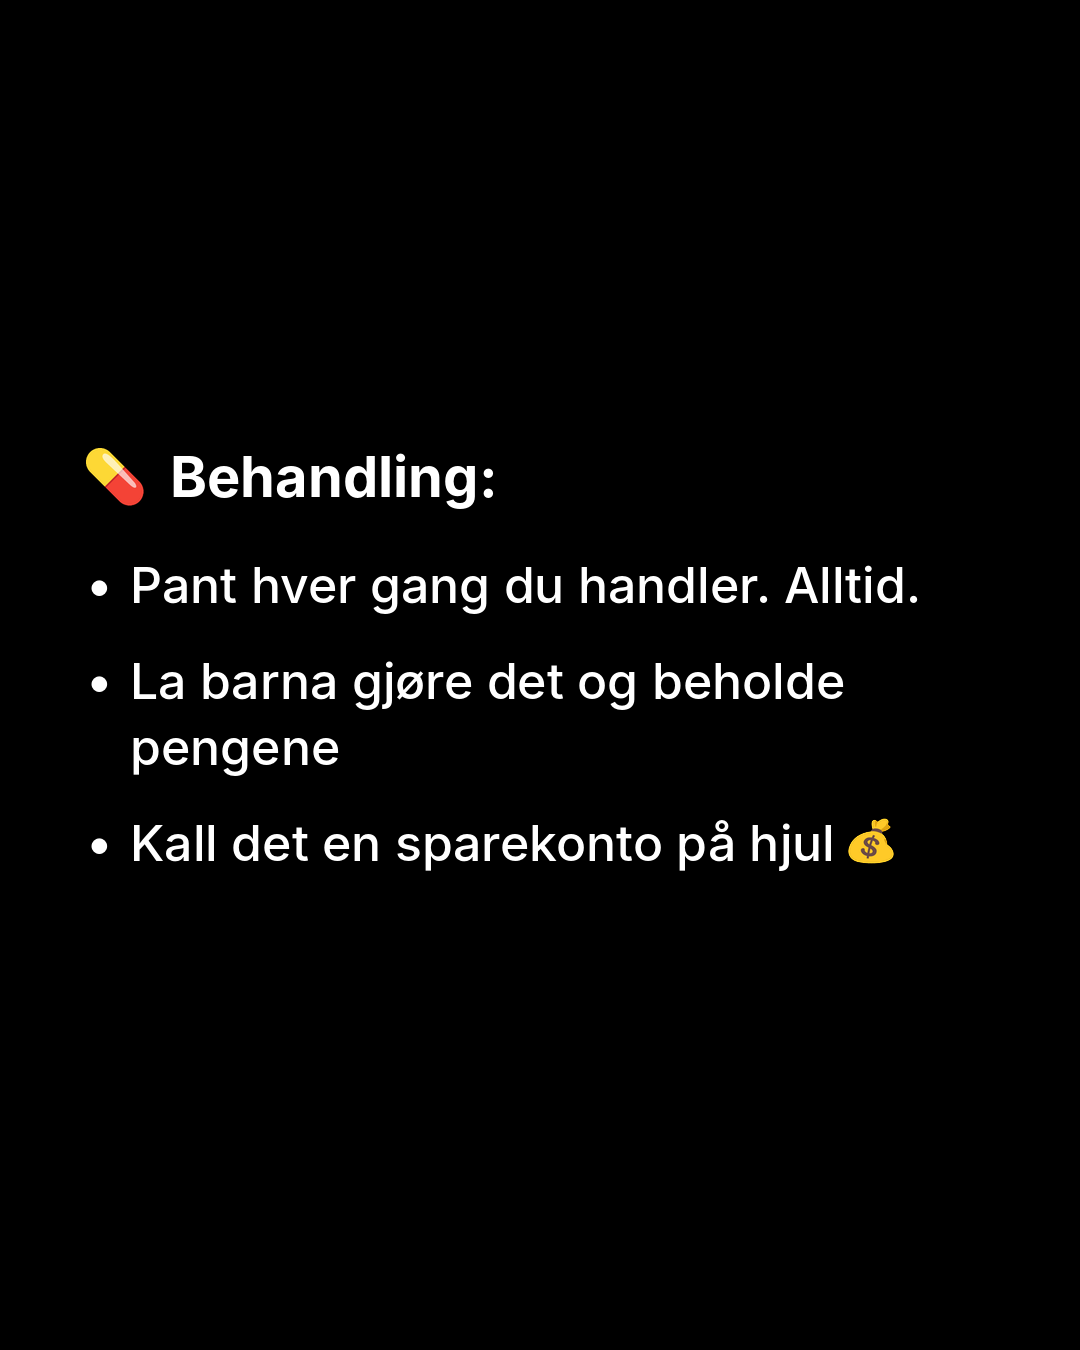 💊 Behandling:
• Pant hver gang du handler. Alltid.
• La barna gjøre det og beholde
pengene
• Kall det en sparekonto på hjul 💰